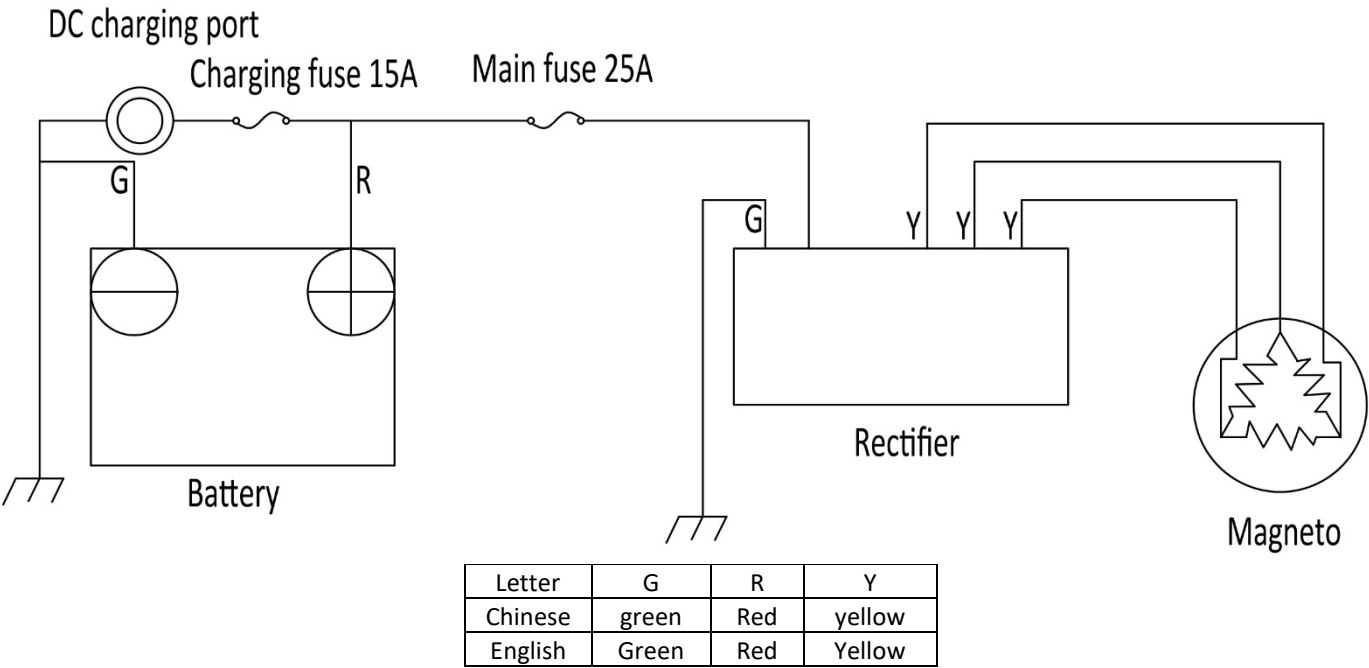 DC charging port
Charging fuse 15A
Main fuse 25A
G
R
G
Y Y Y
Battery
Rectifier
Magneto
Letter G R Y
Chinese green Red yellow
English Green Red Yellow